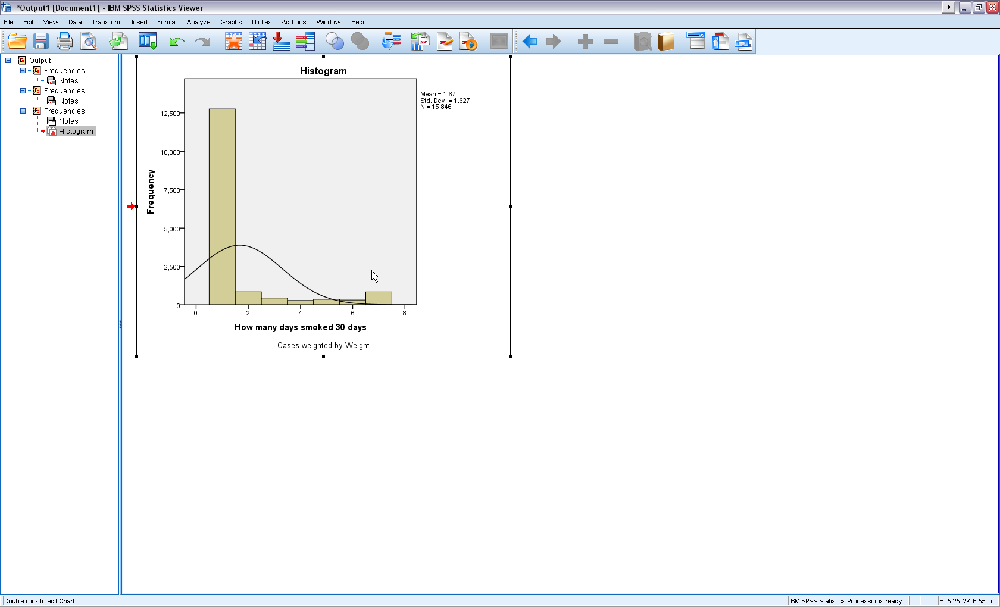 *Output1 [Document1] - IBM SPSS Statistics Viewer
File Edit View Data Transform Insert Format Analyze Graphs Utilities Add-ons Window Help
Output
Frequencies
Notes
Frequencies
Notes
Frequencies
Notes
Histogram
Histogram
Mean = 1.67
Std. Dev. = 1.627
N = 15,846
Frequency
12,500
10,000
7,500
5,000
2,500
0
0 2 4 6 8
How many days smoked 30 days
Cases weighted by Weight
Double click to edit Chart
IBM SPSS Statistics Processor is ready
H: 5.25, W: 6.55 in